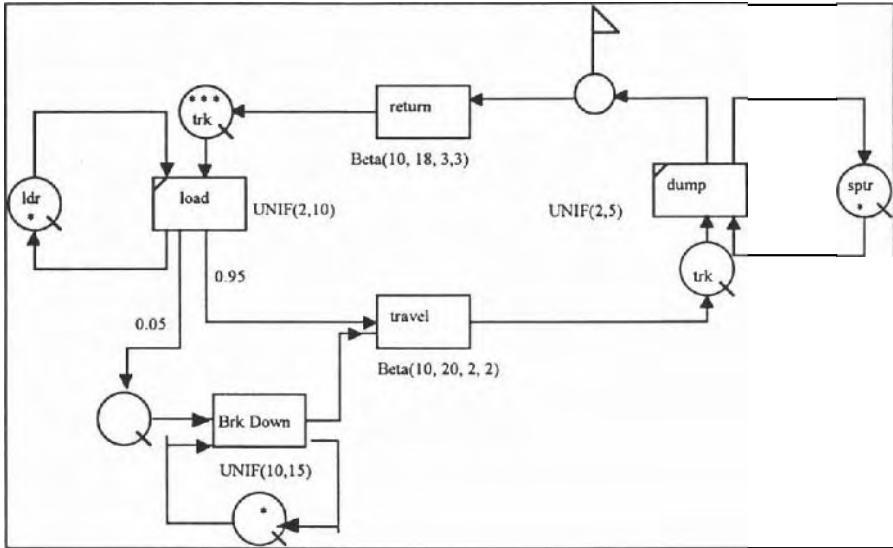 * * *
trk
return
Beta(10, 18, 3,3)
ldr
*
load
UNIF(2,10)
dump
UNIF(2,5)
sptr
*
trk
0.95
0.05
travel
Beta(10, 20, 2, 2)
Brk Down
UNIF(10,15)
*